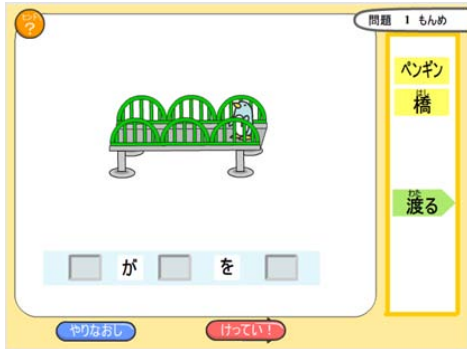 ヒント
?
問題 1 もんめ
ペンギン
はし
橋
わた
渡る
が を
やりなおし
けってい!